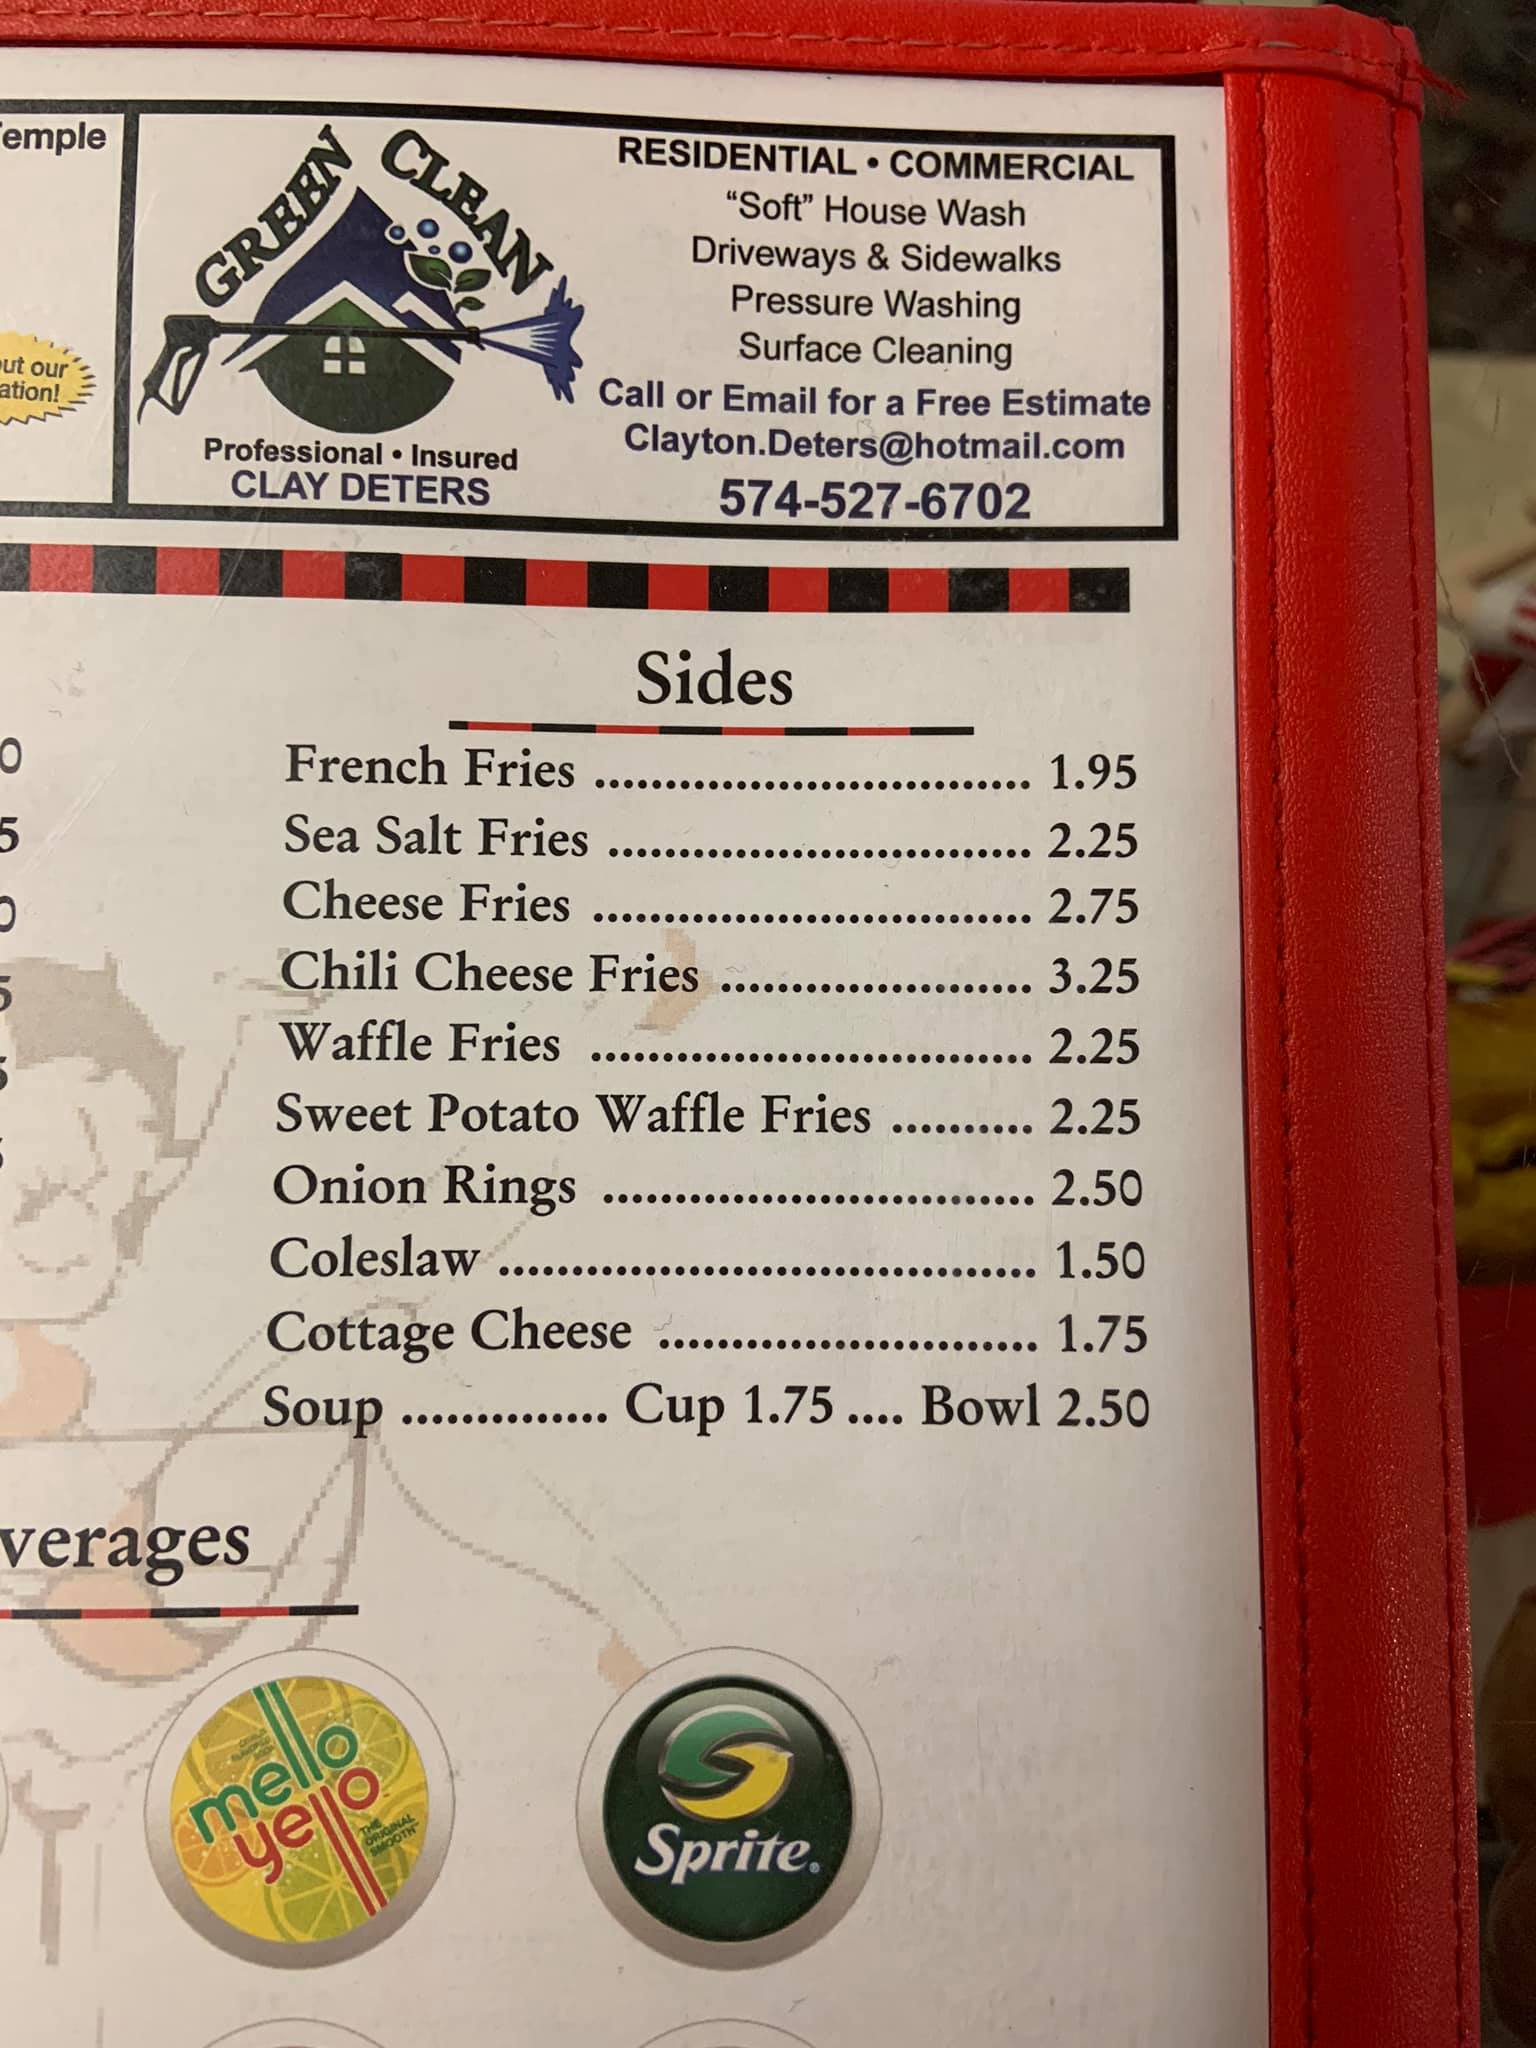 GREEN CLEAN
Professional • Insured
CLAY DETERS
RESIDENTIAL • COMMERCIAL
“Soft” House Wash
Driveways & Sidewalks
Pressure Washing
Surface Cleaning
Call or Email for a Free Estimate
Clayton.Deters@hotmail.com
574-527-6702
Sides
French Fries ............................... 1.95
Sea Salt Fries .............................. 2.25
Cheese Fries ............................... 2.75
Chili Cheese Fries ...................... 3.25
Waffle Fries ............................... 2.25
Sweet Potato Waffle Fries .......... 2.25
Onion Rings ............................... 2.50
Coleslaw ...................................... 1.50
Cottage Cheese ........................... 1.75
Soup ............... Cup 1.75 .... Bowl 2.50
verages
mello
yello
THE
ORIGINAL
SMOOTH
Sprite